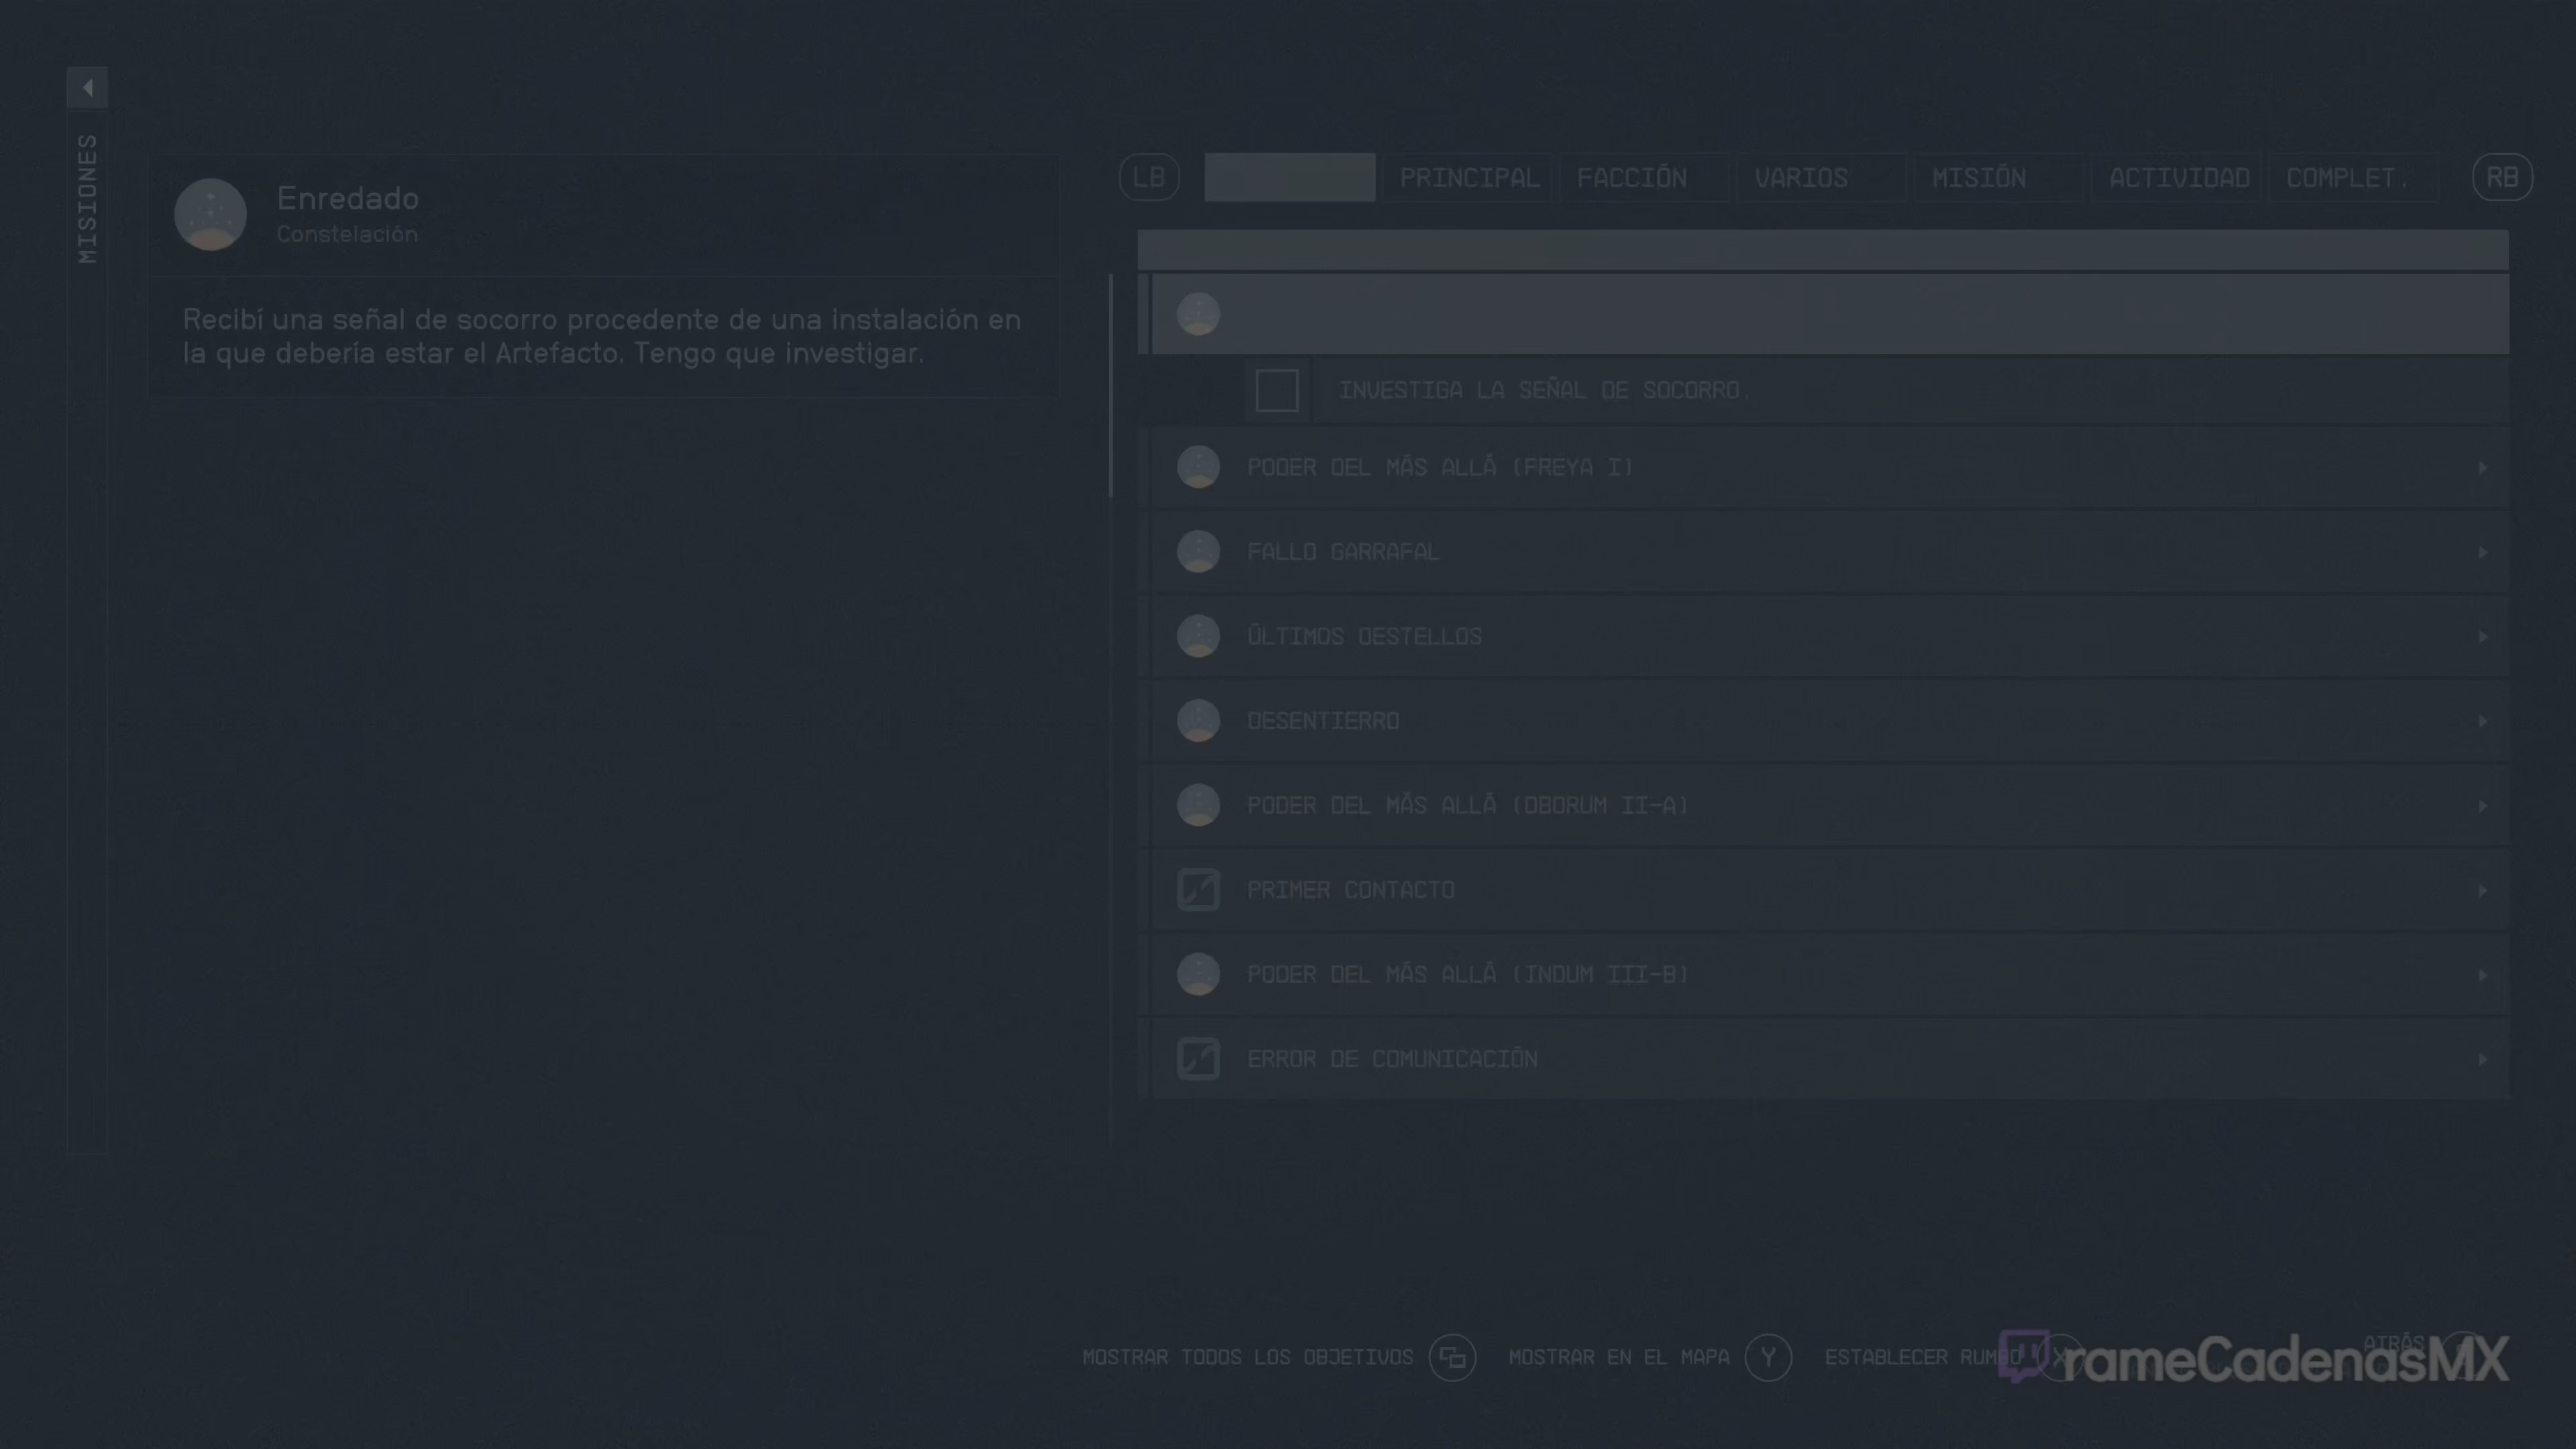 MISIONES
Enredado
Constelación
Recibí una señal de socorro procedente de una instalación en
la que debería estar el Artefacto. Tengo que investigar.
LB
PRINCIPAL
FACCIÓN
VARIOS
MISIÓN
ACTIVIDAD
COMPLET.
RB
INVESTIGA LA SEÑAL DE SOCORRO.
PODER DEL MÁS ALLÁ (FREYA I)
FALLO GARRAFAL
ÚLTIMOS DESTELLOS
DESENTIERRO
PODER DEL MÁS ALLÁ (OBORUM II-A)
PRIMER CONTACTO
PODER DEL MÁS ALLÁ (INDUM III-B)
ERROR DE COMUNICACIÓN
MOSTRAR TODOS LOS OBJETIVOS
MOSTRAR EN EL MAPA Y
ESTABLECER RUMBO X
ATRÁS
rameCadenasMX